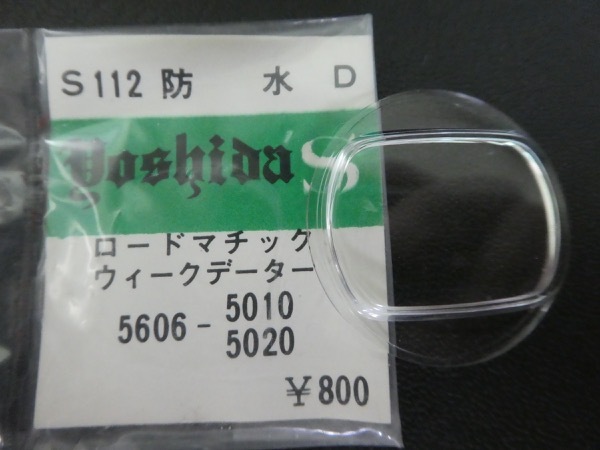 S112 防 水 D
Yoshida S
ロードマチック
ウィークデーター
5606 - 5010
5020
¥800